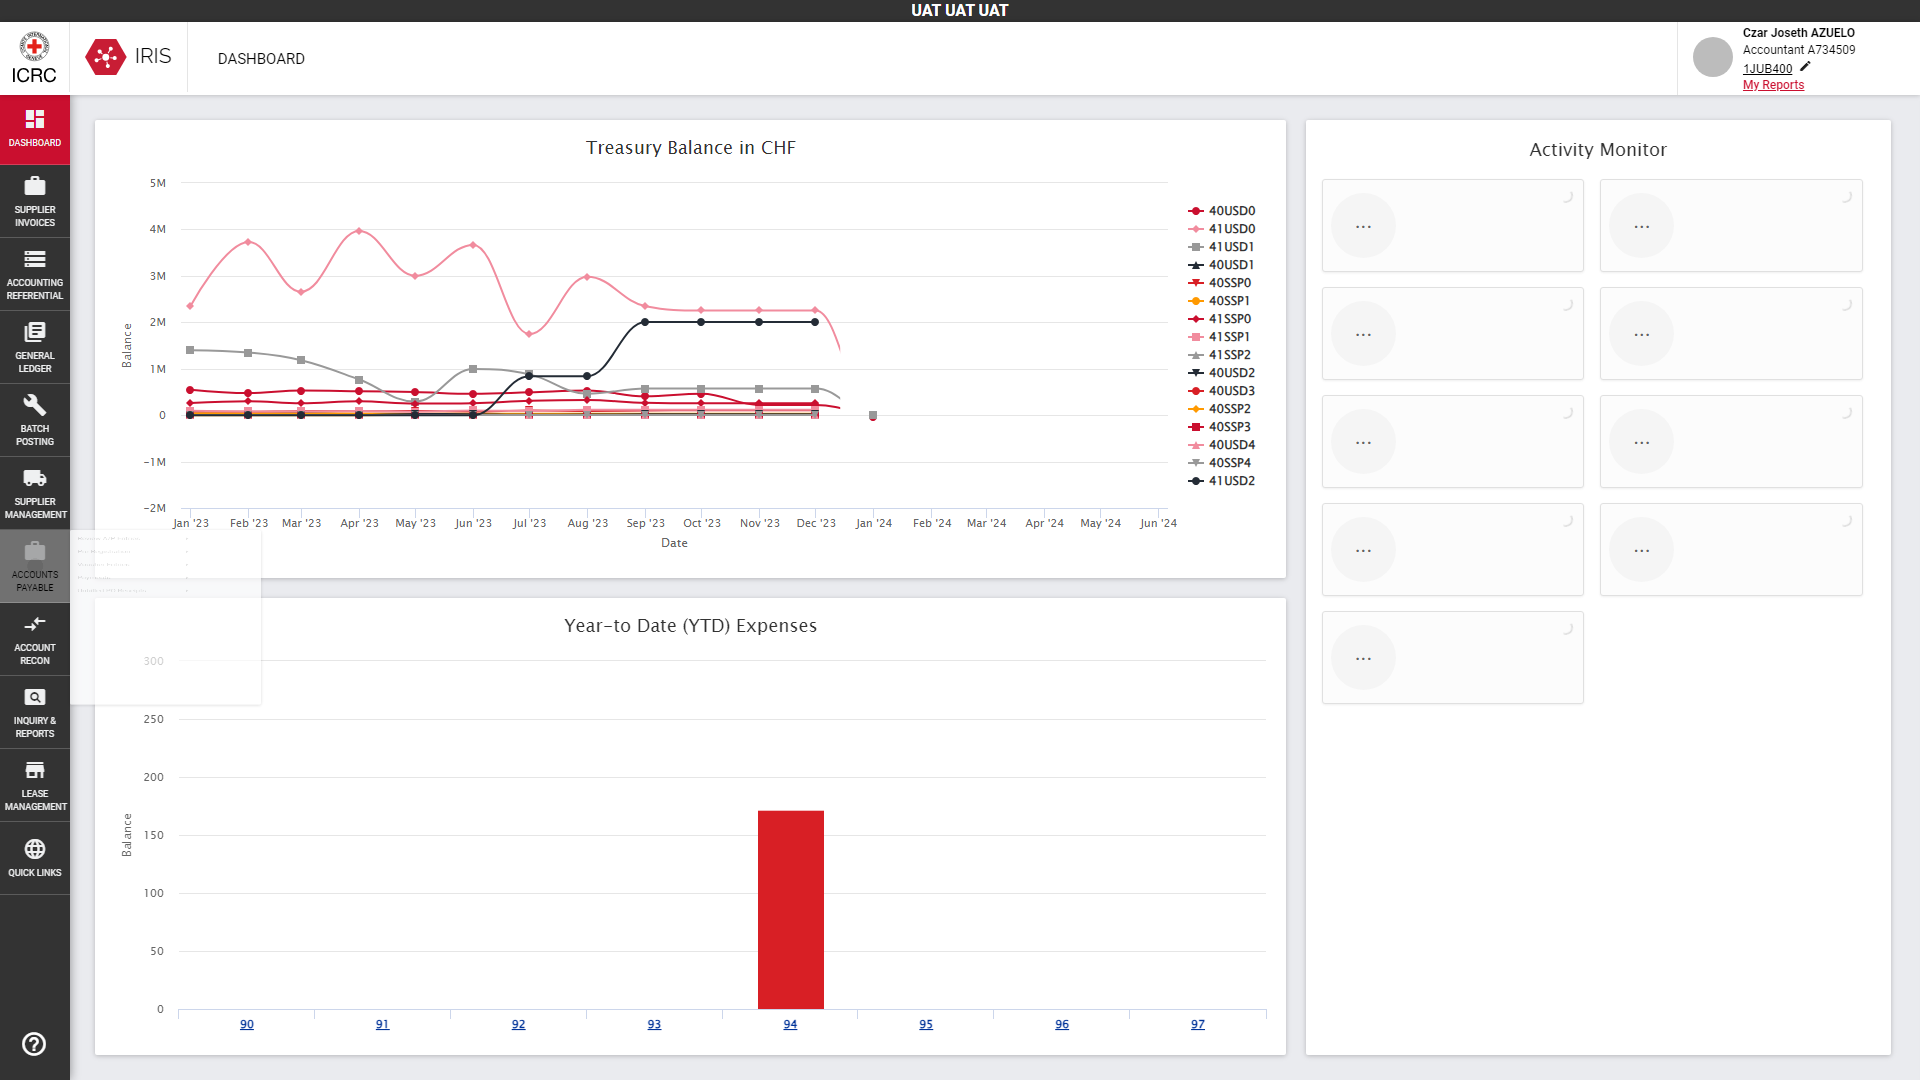 UAT UAT UAT
ICRC
IRIS
DASHBOARD
Czar Joseth AZUELO
Accountant A734509
1JUB400
My Reports
DASHBOARD
SUPPLIER
INVOICES
ACCOUNTING
REFERENTIAL
GENERAL
LEDGER
BATCH
POSTING
SUPPLIER
MANAGEMENT
ACCOUNTS
PAYABLE
ACCOUNT
RECON
INQUIRY &
REPORTS
LEASE
MANAGEMENT
QUICK LINKS
Treasury Balance in CHF
5M
4M
3M
2M
1M
0
-1M
-2M
Balance
Jan '23 Feb '23 Mar '23 Apr '23 May '23 Jun '23 Jul '23 Aug '23 Sep '23 Oct '23 Nov '23 Dec '23 Jan '24 Feb '24 Mar '24 Apr '24 May '24 Jun '24
Date
40USD0
41USD0
41USD1
40USD1
40SSP0
40SSP1
41SSP0
41SSP1
41SSP2
40USD2
40USD3
40SSP2
40SSP3
40USD4
40SSP4
41USD2
Year-to Date (YTD) Expenses
300
250
200
150
100
50
0
Balance
90 91 92 93 94 95 96 97
Activity Monitor
... ...
... ...
... ...
... ...
...